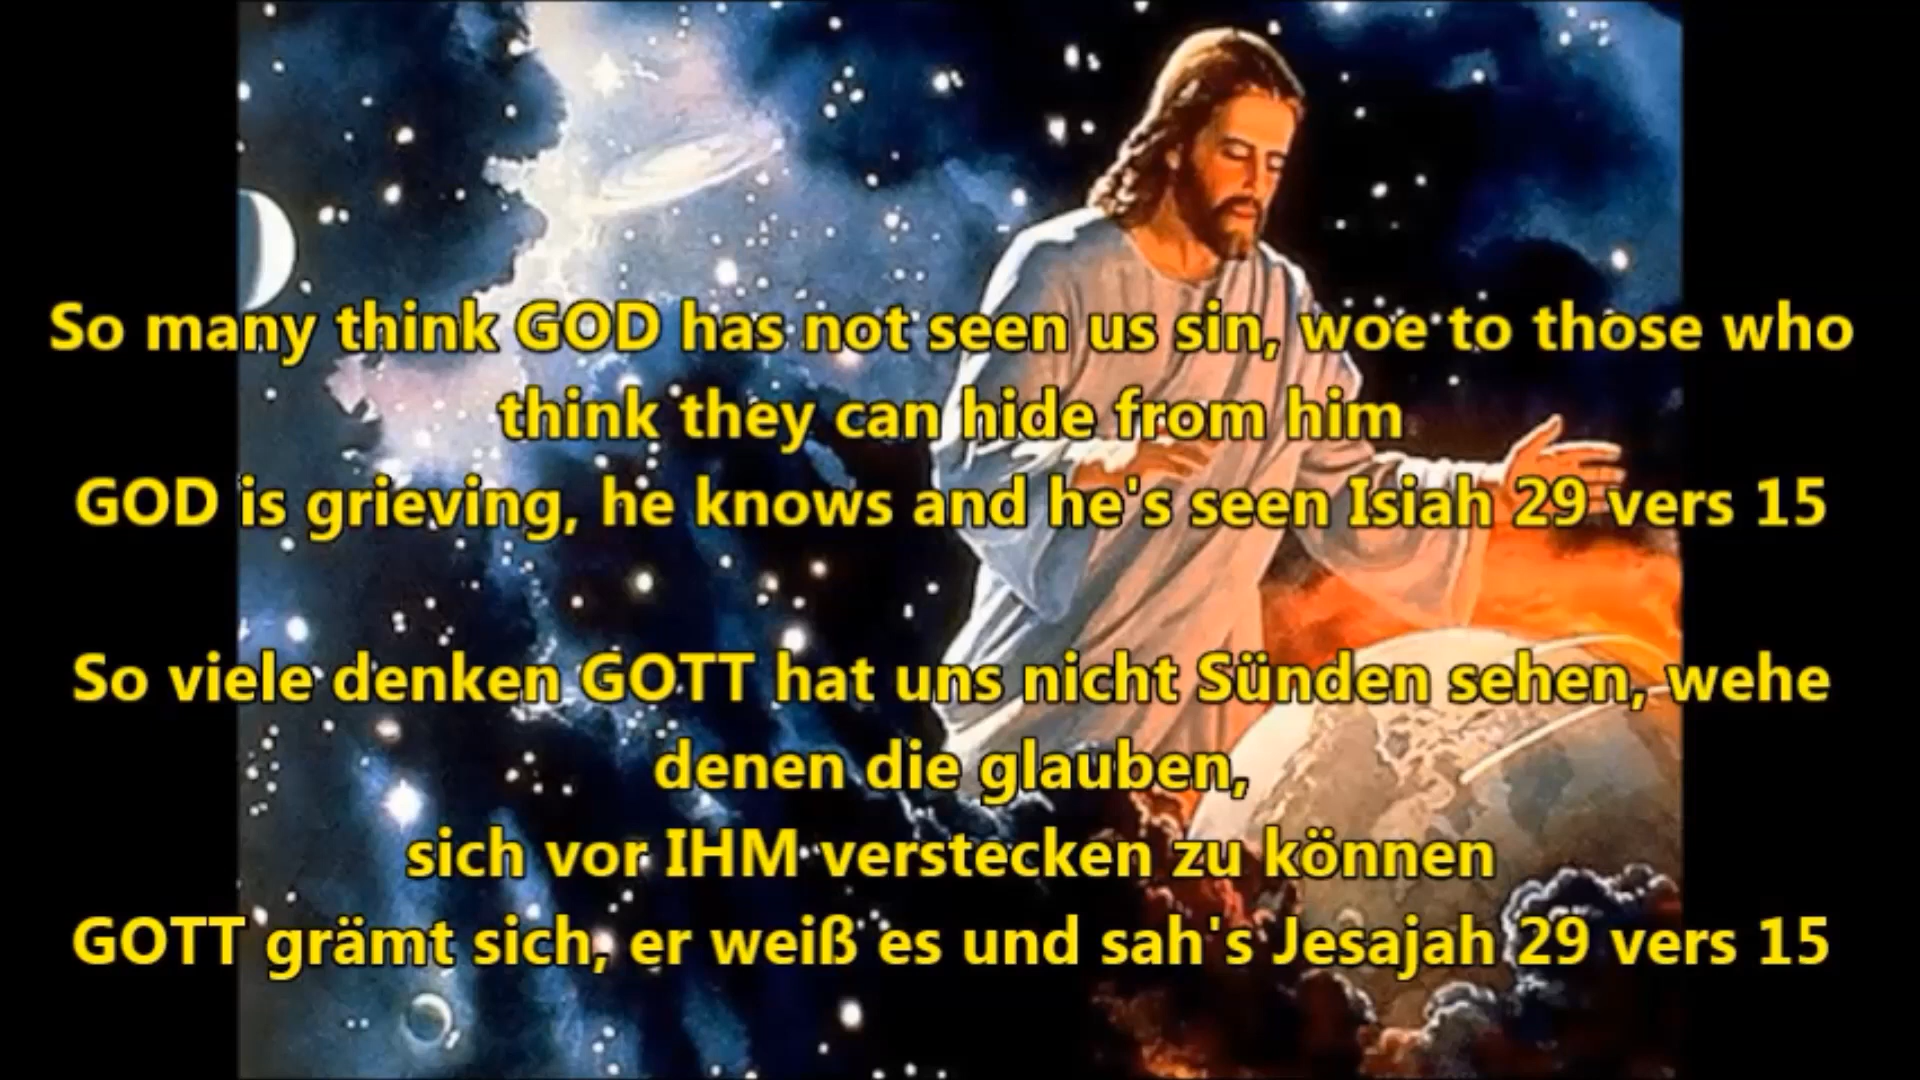 So many think GOD has not seen us sin, woe to those who
think they can hide from him
GOD is grieving, he knows and he's seen Isiah 29 vers 15
So viele denken GOTT hat uns nicht Sünden sehen, wehe
denen die glauben,
sich vor IHM verstecken zu können
GOTT grämt sich, er weiß es und sah's Jesajah 29 vers 15